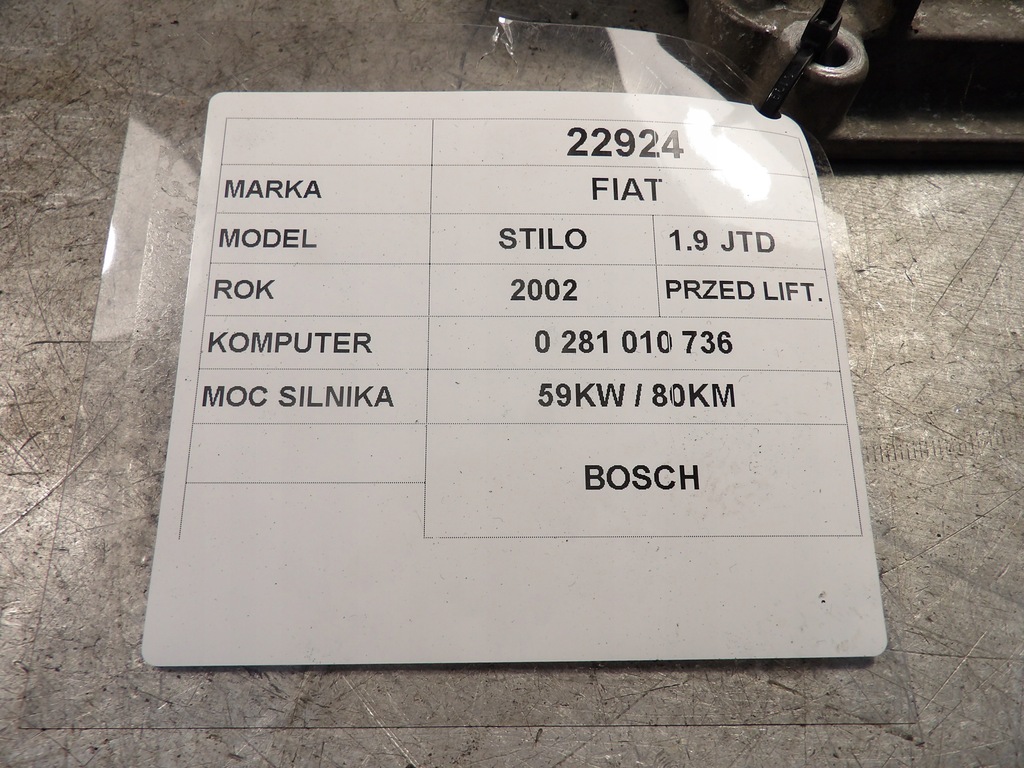 22924
MARKA FIAT
MODEL STILO 1.9 JTD
ROK 2002 PRZED LIFT.
KOMPUTER 0 281 010 736
MOC SILNIKA 59KW / 80KM
BOSCH